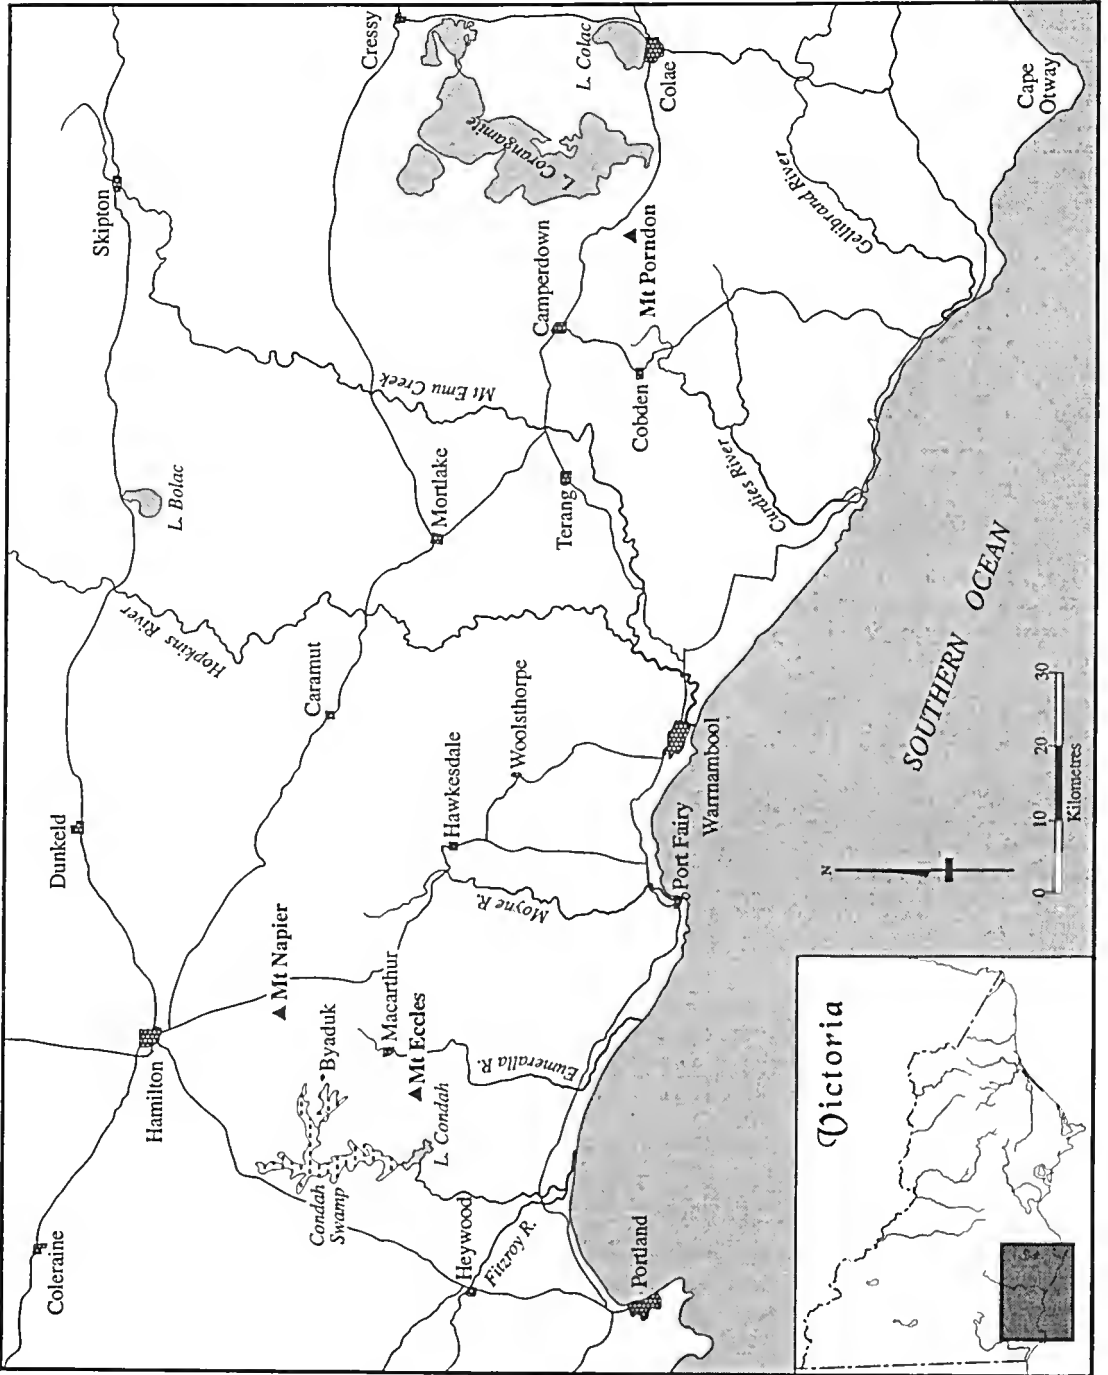 Coleraine
Hamilton
Dunkeld
L. Bolac
Skipton
Hopkins River
Cressy
Condah
Swamp
Byaduk
Mt Napier
Caramut
Mt Emu Creek
Macarthur
Mt Eccles
L. Condah
Hawkesdale
Mortlake
L. Corangamite
Heywood
Fitzroy R.
Eumeralla R.
Moyne R.
Woolsthorpe
Terang
Camperdown
L. Colac
Colac
Mt Porndon
Cobden
Portland
Port Fairy
Warrnambool
Curdies River
Gellibrand River
Cape
Otway
SOUTHERN OCEAN
Victoria
N
0 10 20 30
Kilometres